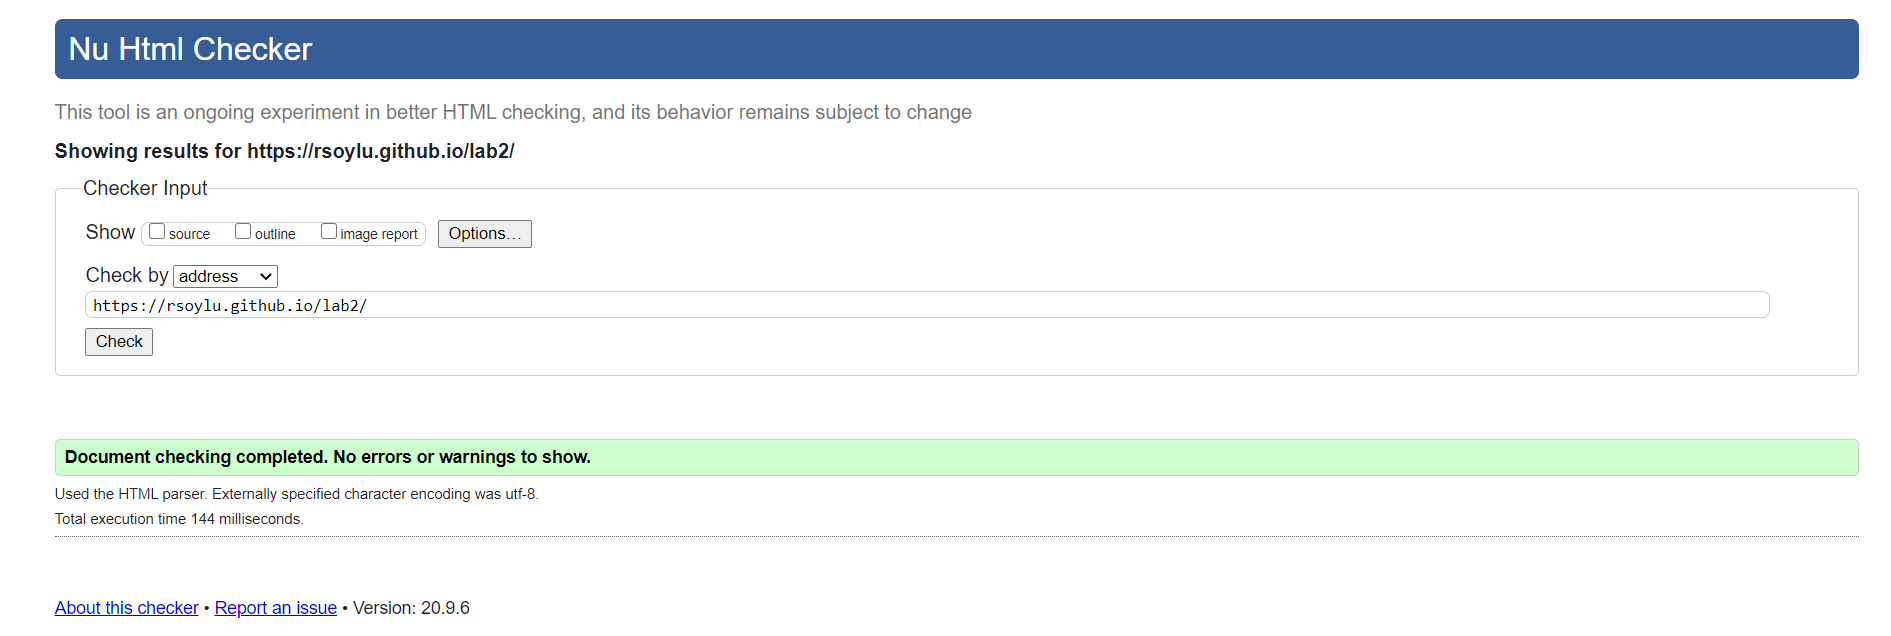 Nu Html Checker
This tool is an ongoing experiment in better HTML checking, and its behavior remains subject to change
Showing results for https://rsoylu.github.io/lab2/
Checker Input
Show source outline image report Options...
Check by address
https://rsoylu.github.io/lab2/
Check
Document checking completed. No errors or warnings to show.
Used the HTML parser. Externally specified character encoding was utf-8.
Total execution time 144 milliseconds.
About this checker • Report an issue • Version: 20.9.6